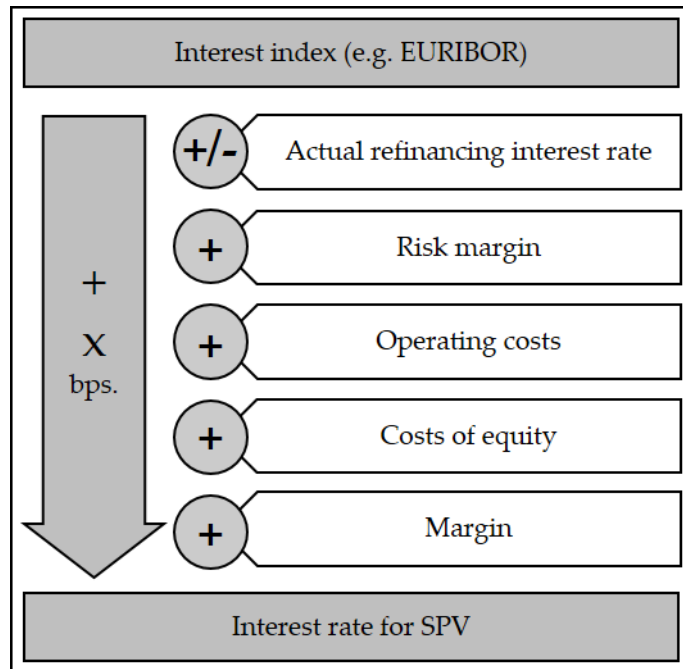 Interest index (e.g. EURIBOR)
+/-
Actual refinancing interest rate
+
Risk margin
+
Operating costs
+
Costs of equity
+
Margin
+
X
bps.
Interest rate for SPV